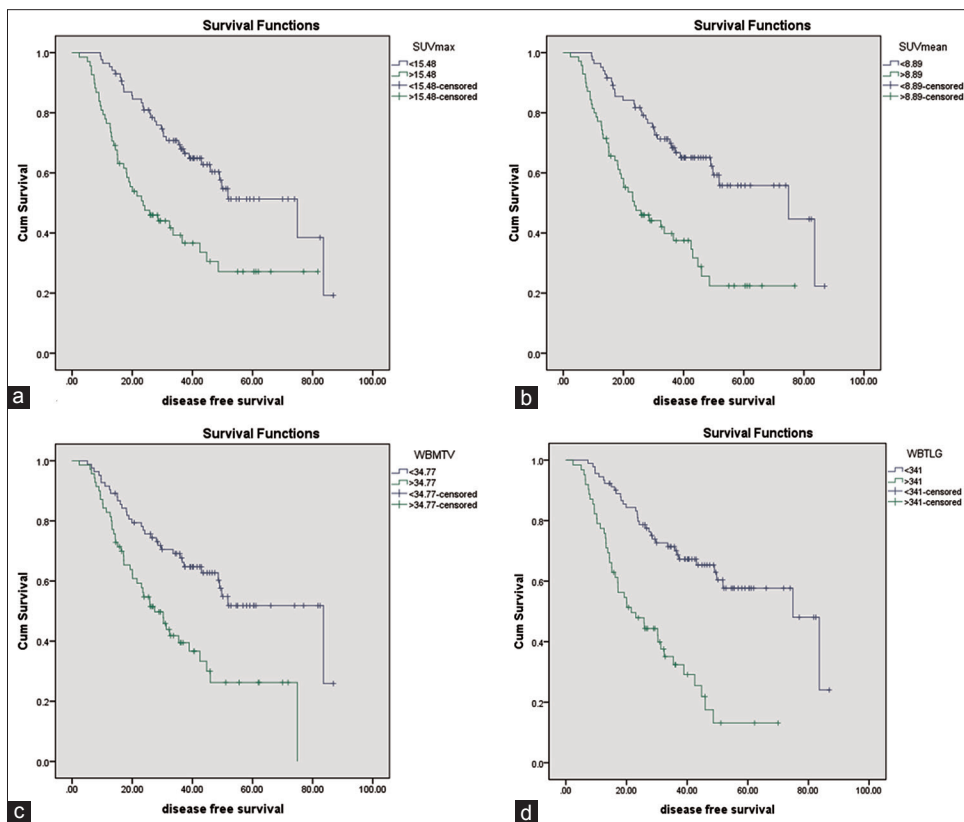 Survival Functions
SUVmax
<15.48
>15.48
<15.48-censored
>15.48-censored
1.0
0.8
0.6
0.4
0.2
0.0
Cum Survival
.00 20.00 40.00 60.00 80.00 100.00
disease free survival
a
Survival Functions
SUVmean
<8.89
>8.89
<8.89-censored
>8.89-censored
1.0
0.8
0.6
0.4
0.2
0.0
Cum Survival
.00 20.00 40.00 60.00 80.00 100.00
disease free survival
b
Survival Functions
WBMTV
<34.77
>34.77
<34.77-censored
>34.77-censored
1.0
0.8
0.6
0.4
0.2
0.0
Cum Survival
.00 20.00 40.00 60.00 80.00 100.00
disease free survival
c
Survival Functions
WBTLG
<341
>341
<341-censored
>341-censored
1.0
0.8
0.6
0.4
0.2
0.0
Cum Survival
.00 20.00 40.00 60.00 80.00 100.00
disease free survival
d